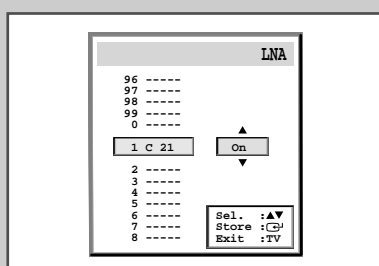 LNA
96 -----
97 -----
98 -----
99 -----
0 -----
1 C 21 On
2 -----
3 -----
4 -----
5 -----
6 -----
7 -----
8 -----
Sel. :▲▼
Store :
Exit :TV